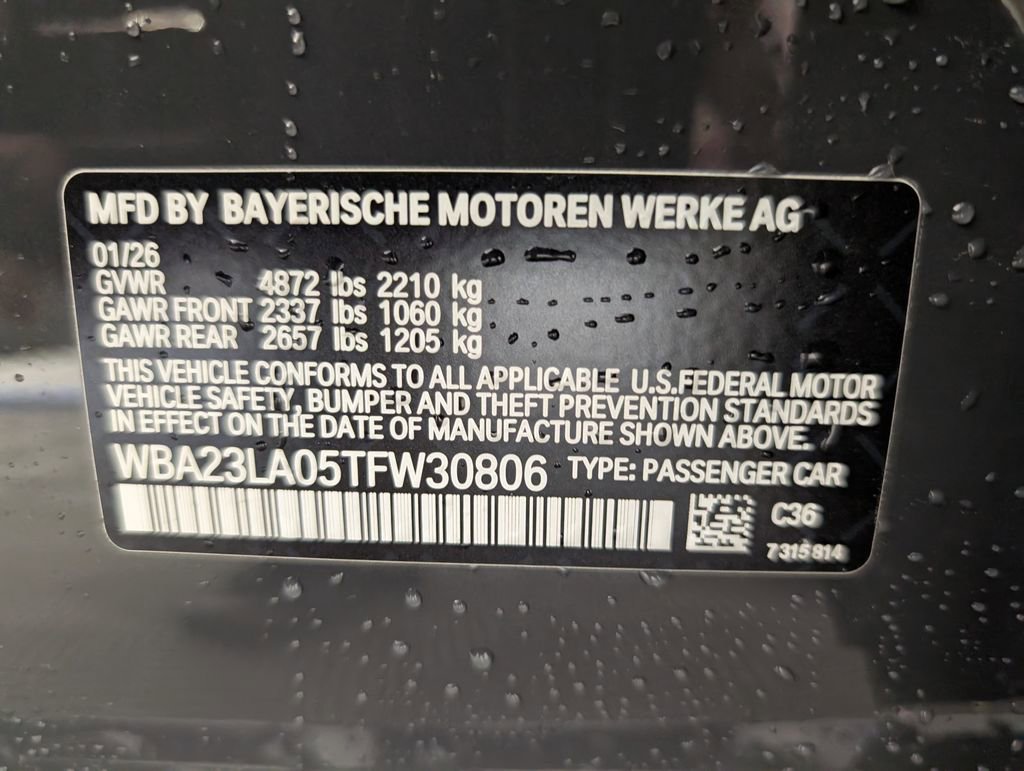 MFD BY BAYERISCHE MOTOREN WERKE AG
01/26
GVWR 4872 lbs 2210 kg
GAWR FRONT 2337 lbs 1060 kg
GAWR REAR 2657 lbs 1205 kg
THIS VEHICLE CONFORMS TO ALL APPLICABLE U.S.FEDERAL MOTOR
VEHICLE SAFETY, BUMPER AND THEFT PREVENTION STANDARDS
IN EFFECT ON THE DATE OF MANUFACTURE SHOWN ABOVE.
WBA23LA05TFW30806 TYPE: PASSENGER CAR
C36
7315814